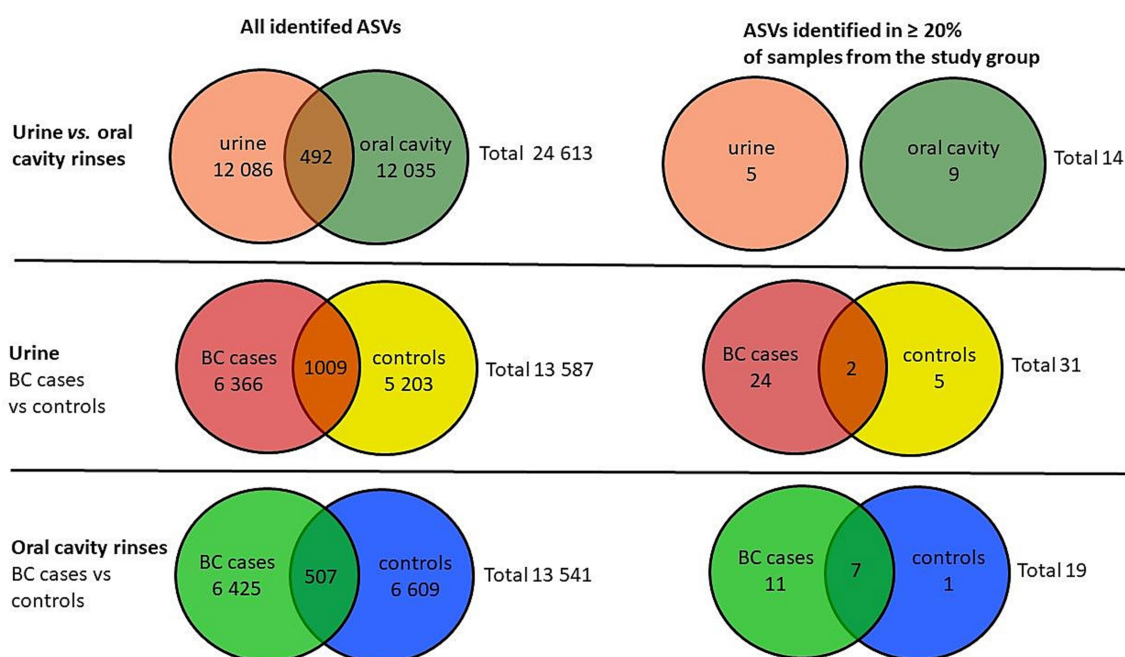 All identifed ASVs
ASVs identified in ≥ 20%
of samples from the study group
Urine vs. oral
cavity rinses
urine
12 086
492
oral cavity
12 035
Total 24 613
urine
5
oral cavity
9
Total 14
Urine
BC cases
vs controls
BC cases
6 366
1009
controls
5 203
Total 13 587
BC cases
24
2
controls
5
Total 31
Oral cavity rinses
BC cases vs
controls
BC cases
6 425
507
controls
6 609
Total 13 541
BC cases
11
7
controls
1
Total 19